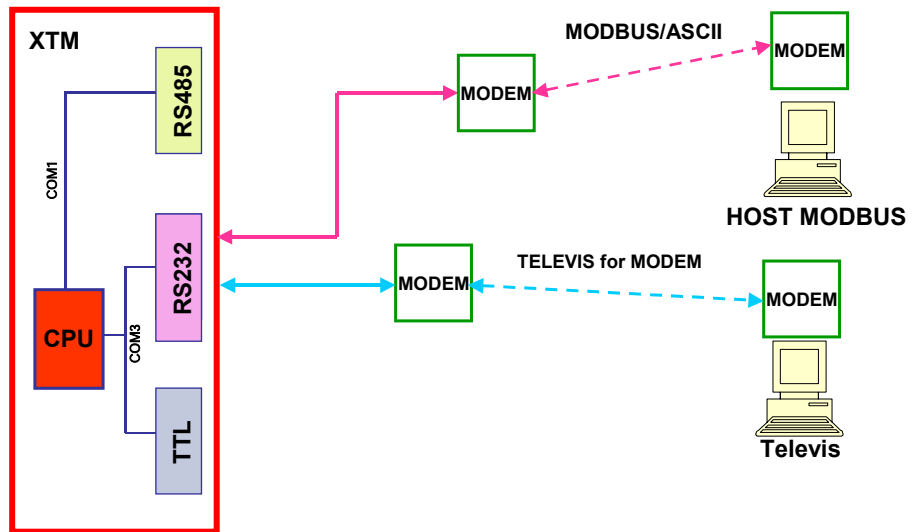 XTM
RS485
COM1
RS232
CPU
COM3
TTL
MODBUS/ASCII
MODEM
MODEM
HOST MODBUS
TELEVIS for MODEM
MODEM
MODEM
Televis